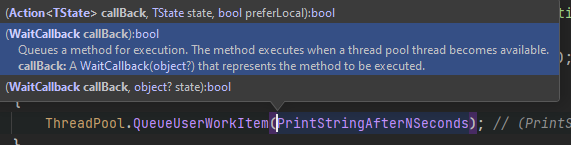 (Action<TState> callBack, TState state, bool preferLocal):bool
(WaitCallback callBack):bool
Queues a method for execution. The method executes when a thread pool thread becomes available.
callBack: A WaitCallback(object?) that represents the method to be executed.
(WaitCallback callBack, object? state):bool
);
{
ThreadPool.QueueUserWorkItem(PrintStringAfterNSeconds); // (PrintS